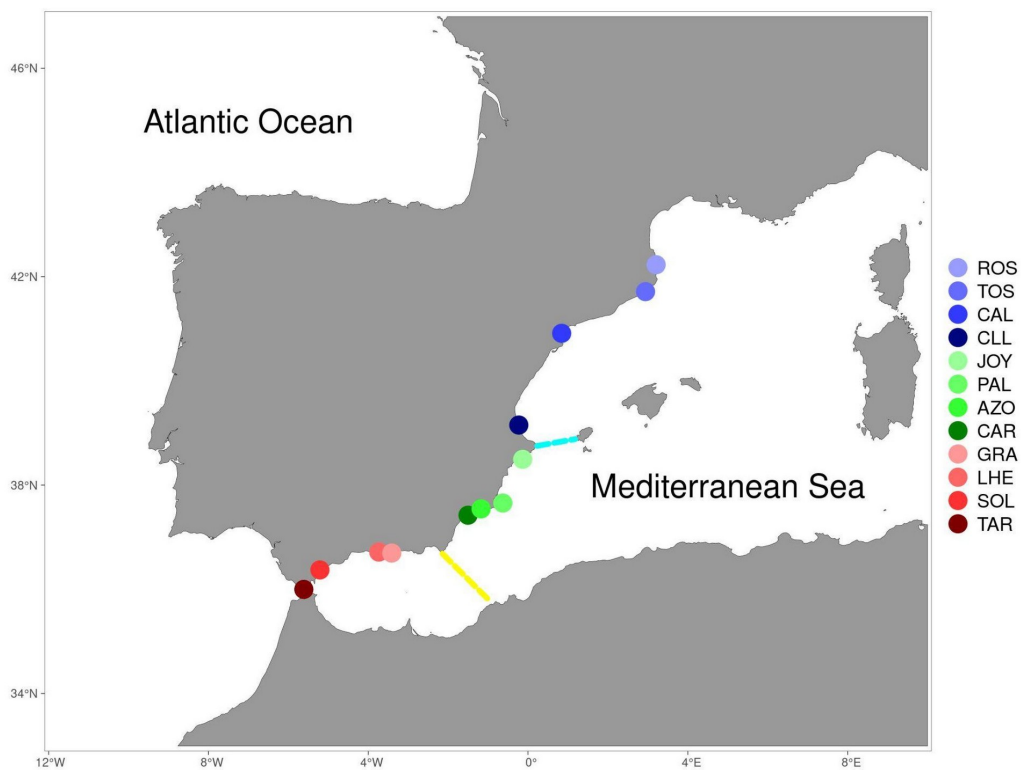 46°N
Atlantic Ocean
42°N
38°N
Mediterranean Sea
34°N
12°W
8°W
4°W
0°
4°E
8°E
ROS
TOS
CAL
CLL
JOY
PAL
AZO
CAR
GRA
LHE
SOL
TAR